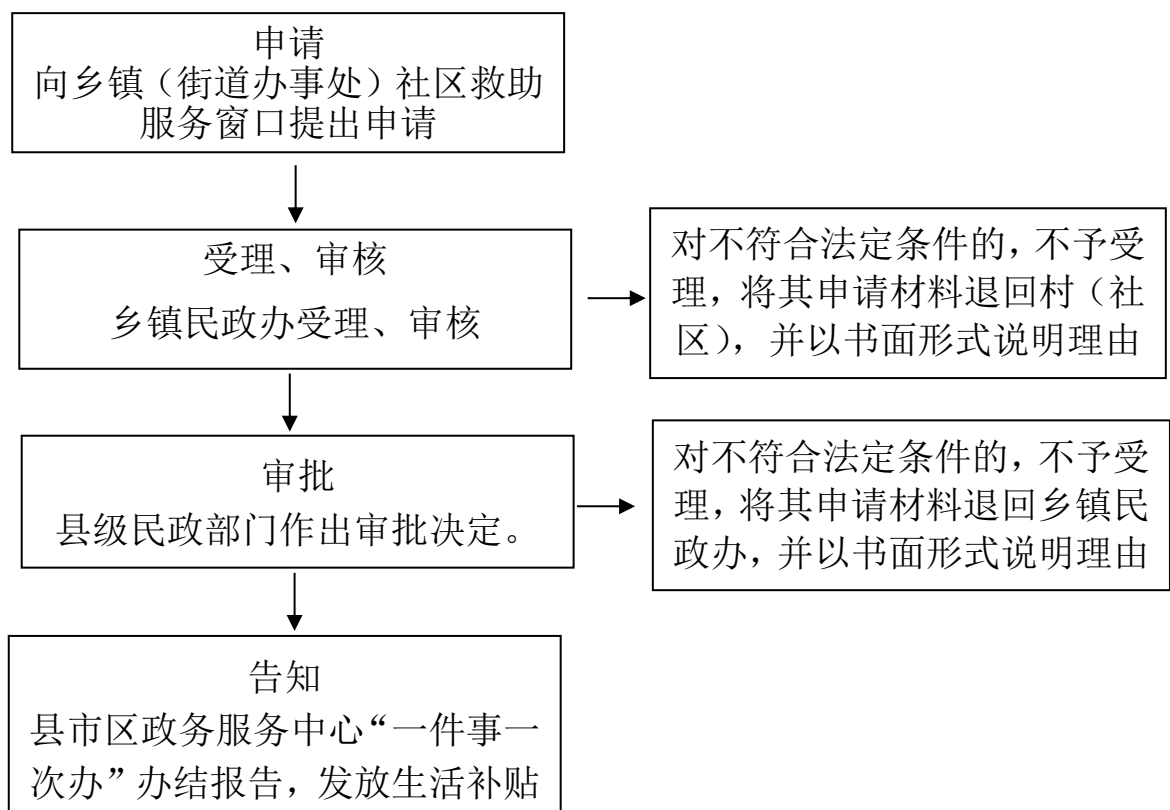 申请
向乡镇（街道办事处）社区救助
服务窗口提出申请
受理、审核
乡镇民政办受理、审核
对不符合法定条件的，不予受
理，将其申请材料退回村（社
区），并以书面形式说明理由
审批
县级民政部门作出审批决定。
对不符合法定条件的，不予受
理，将其申请材料退回乡镇民
政办，并以书面形式说明理由
告知
县市区政务服务中心“一件事一
次办”办结报告，发放生活补贴